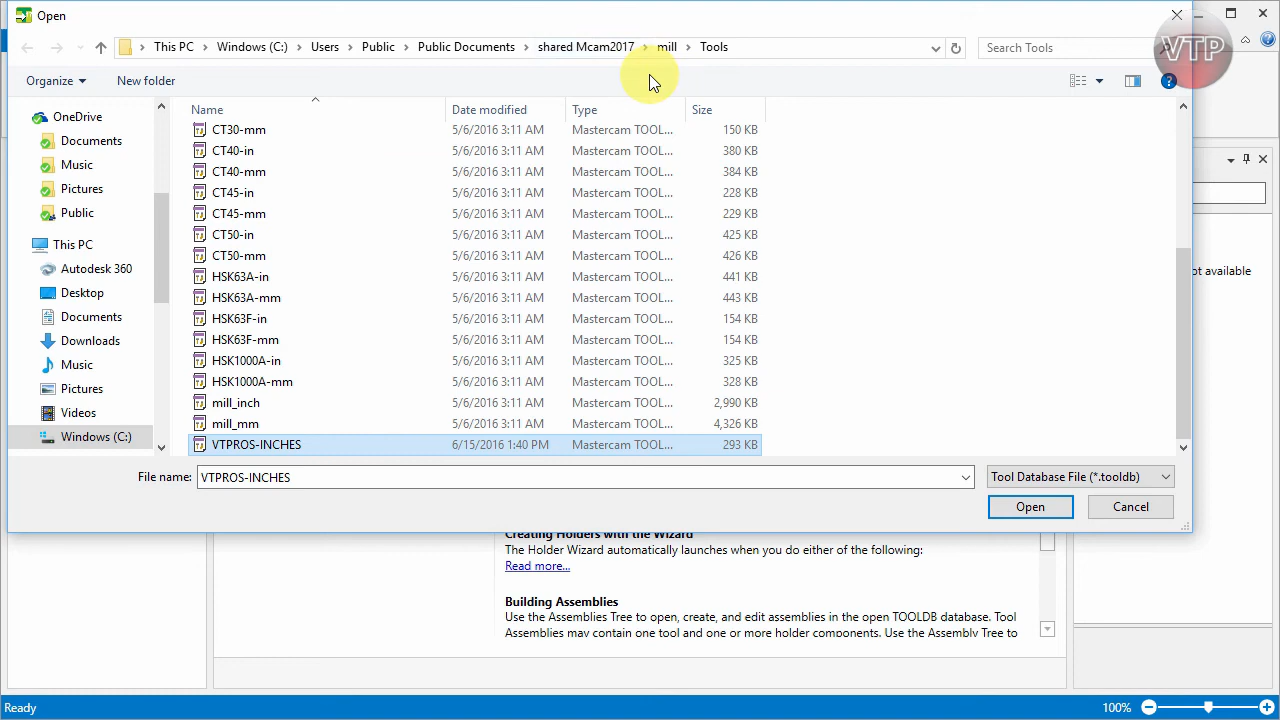 Open
VTP
This PC > Windows (C:) > Users > Public > Public Documents > shared Mcam2017 > mill > Tools
Search Tools
Organize
New folder
Name
Date modified
Type
Size
OneDrive
Documents
Music
Pictures
Public
This PC
Autodesk 360
Desktop
Documents
Downloads
Music
Pictures
Videos
Windows (C:)
CT30-mm 5/6/2016 3:11 AM Mastercam TOOL... 150 KB
CT40-in 5/6/2016 3:11 AM Mastercam TOOL... 380 KB
CT40-mm 5/6/2016 3:11 AM Mastercam TOOL... 384 KB
CT45-in 5/6/2016 3:11 AM Mastercam TOOL... 228 KB
CT45-mm 5/6/2016 3:11 AM Mastercam TOOL... 229 KB
CT50-in 5/6/2016 3:11 AM Mastercam TOOL... 425 KB
CT50-mm 5/6/2016 3:11 AM Mastercam TOOL... 426 KB
HSK63A-in 5/6/2016 3:11 AM Mastercam TOOL... 441 KB
HSK63A-mm 5/6/2016 3:11 AM Mastercam TOOL... 443 KB
HSK63F-in 5/6/2016 3:11 AM Mastercam TOOL... 154 KB
HSK63F-mm 5/6/2016 3:11 AM Mastercam TOOL... 154 KB
HSK1000A-in 5/6/2016 3:11 AM Mastercam TOOL... 325 KB
HSK1000A-mm 5/6/2016 3:11 AM Mastercam TOOL... 328 KB
mill_inch 5/6/2016 3:11 AM Mastercam TOOL... 2,990 KB
mill_mm 5/6/2016 3:11 AM Mastercam TOOL... 4,326 KB
VTPROS-INCHES 6/15/2016 1:40 PM Mastercam TOOL... 293 KB
ot available
File name: VTPROS-INCHES
Tool Database File (*.tooldb)
Open
Cancel
Creating Holders with the Wizard
The Holder Wizard automatically launches when you do either of the following:
Read more...
Building Assemblies
Use the Assemblies Tree to open, create, and edit assemblies in the open TOOLDB database. Tool
Assemblies may contain one tool and one or more holder components. Use the Assembly Tree to
Ready
100%